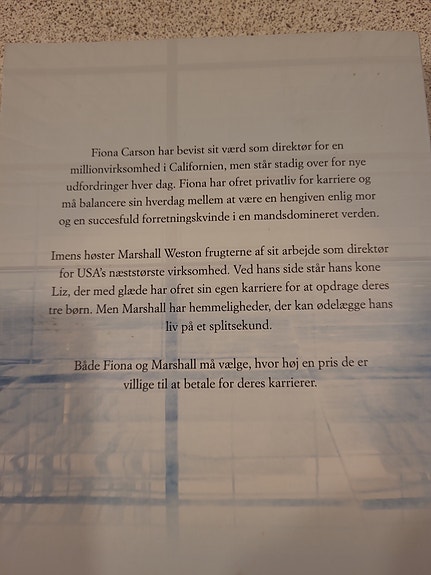 Fiona Carson har bevist sit værd som direktør for en
millionvirksomhed i Californien, men står stadig over for nye
udfordringer hver dag. Fiona har ofret privatliv for karriere og
må balancere sin hverdag mellem at være en hengiven enlig mor
og en succesfuld forretningskvinde i en mandsdomineret verden.
Imens høster Marshall Weston frugterne af sit arbejde som direktør
for USA's næststørste virksomhed. Ved hans side står hans kone
Liz, der med glæde har ofret sin egen karriere for at opdrage deres
tre børn. Men Marshall har hemmeligheder, der kan ødelægge hans
liv på et splitsekund.
Både Fiona og Marshall må vælge, hvor høj en pris de er
villige til at betale for deres karrierer.